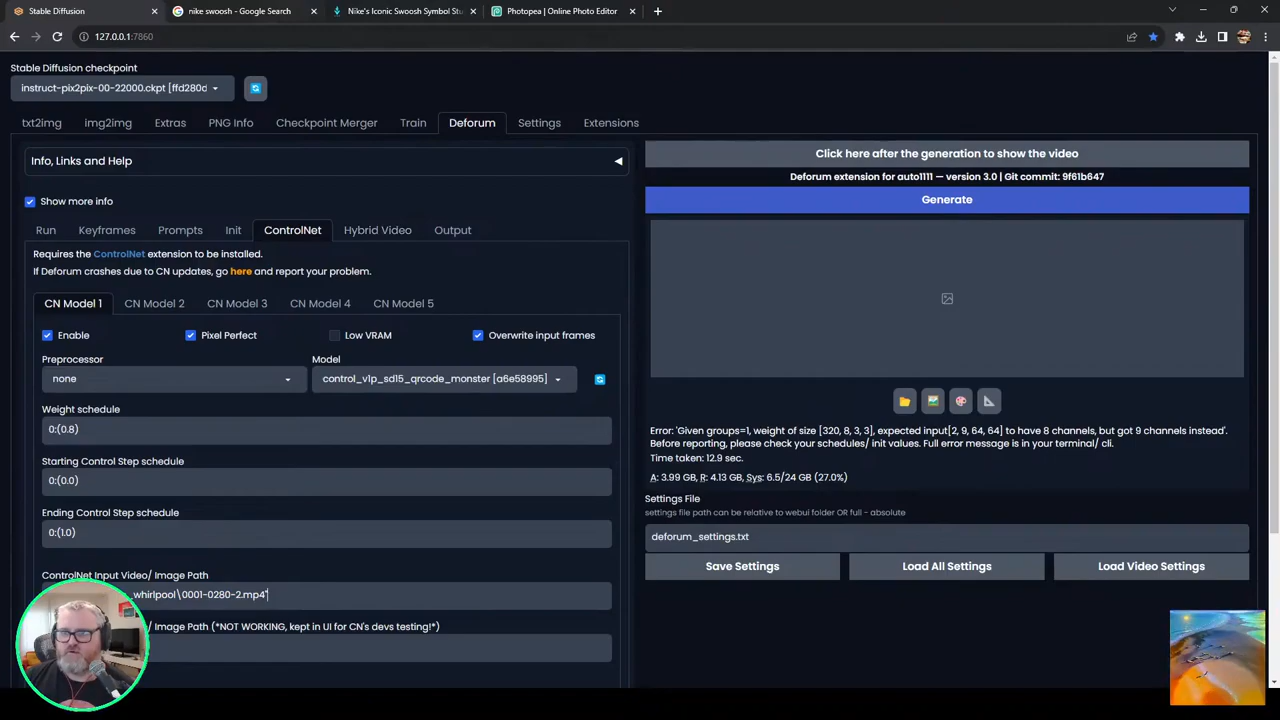 Stable Diffusion
nike swoosh - Google Search
Nike's Iconic Swoosh Symbol Stu
Photopea | Online Photo Editor
127.0.0.1:7860
Stable Diffusion checkpoint
instruct-pix2pix-00-22000.ckpt [ffd280d
txt2img img2img Extras PNG Info Checkpoint Merger Train Deforum Settings Extensions
Info, Links and Help
Show more info
Run Keyframes Prompts Init ControlNet Hybrid Video Output
Requires the ControlNet extension to be installed.
If Deforum crashes due to CN updates, go here and report your problem.
CN Model 1 CN Model 2 CN Model 3 CN Model 4 CN Model 5
Enable Pixel Perfect Low VRAM Overwrite input frames
Preprocessor Model
none control_v1p_sd15_qrcode_monster [a6e58995]
Weight schedule
0:(0.8)
Starting Control Step schedule
0:(0.0)
Ending Control Step schedule
0:(1.0)
ControlNet Input Video/ Image Path
_whirlpool\0001-0280-2.mp4"
/ Image Path (*NOT WORKING, kept in UI for CN's devs testing!*)
Click here after the generation to show the video
Deforum extension for auto1111 — version 3.0 | Git commit: 9f61b647
Generate
Error: 'Given groups=1, weight of size [320, 8, 3, 3], expected input[2, 9, 64, 64] to have 8 channels, but got 9 channels instead'.
Before reporting, please check your schedules/ init values. Full error message is in your terminal/ cli.
Time taken: 12.9 sec.
A: 3.99 GB, R: 4.13 GB, Sys: 6.5/24 GB (27.0%)
Settings File
settings file path can be relative to webui folder OR full - absolute
deforum_settings.txt
Save Settings Load All Settings Load Video Settings